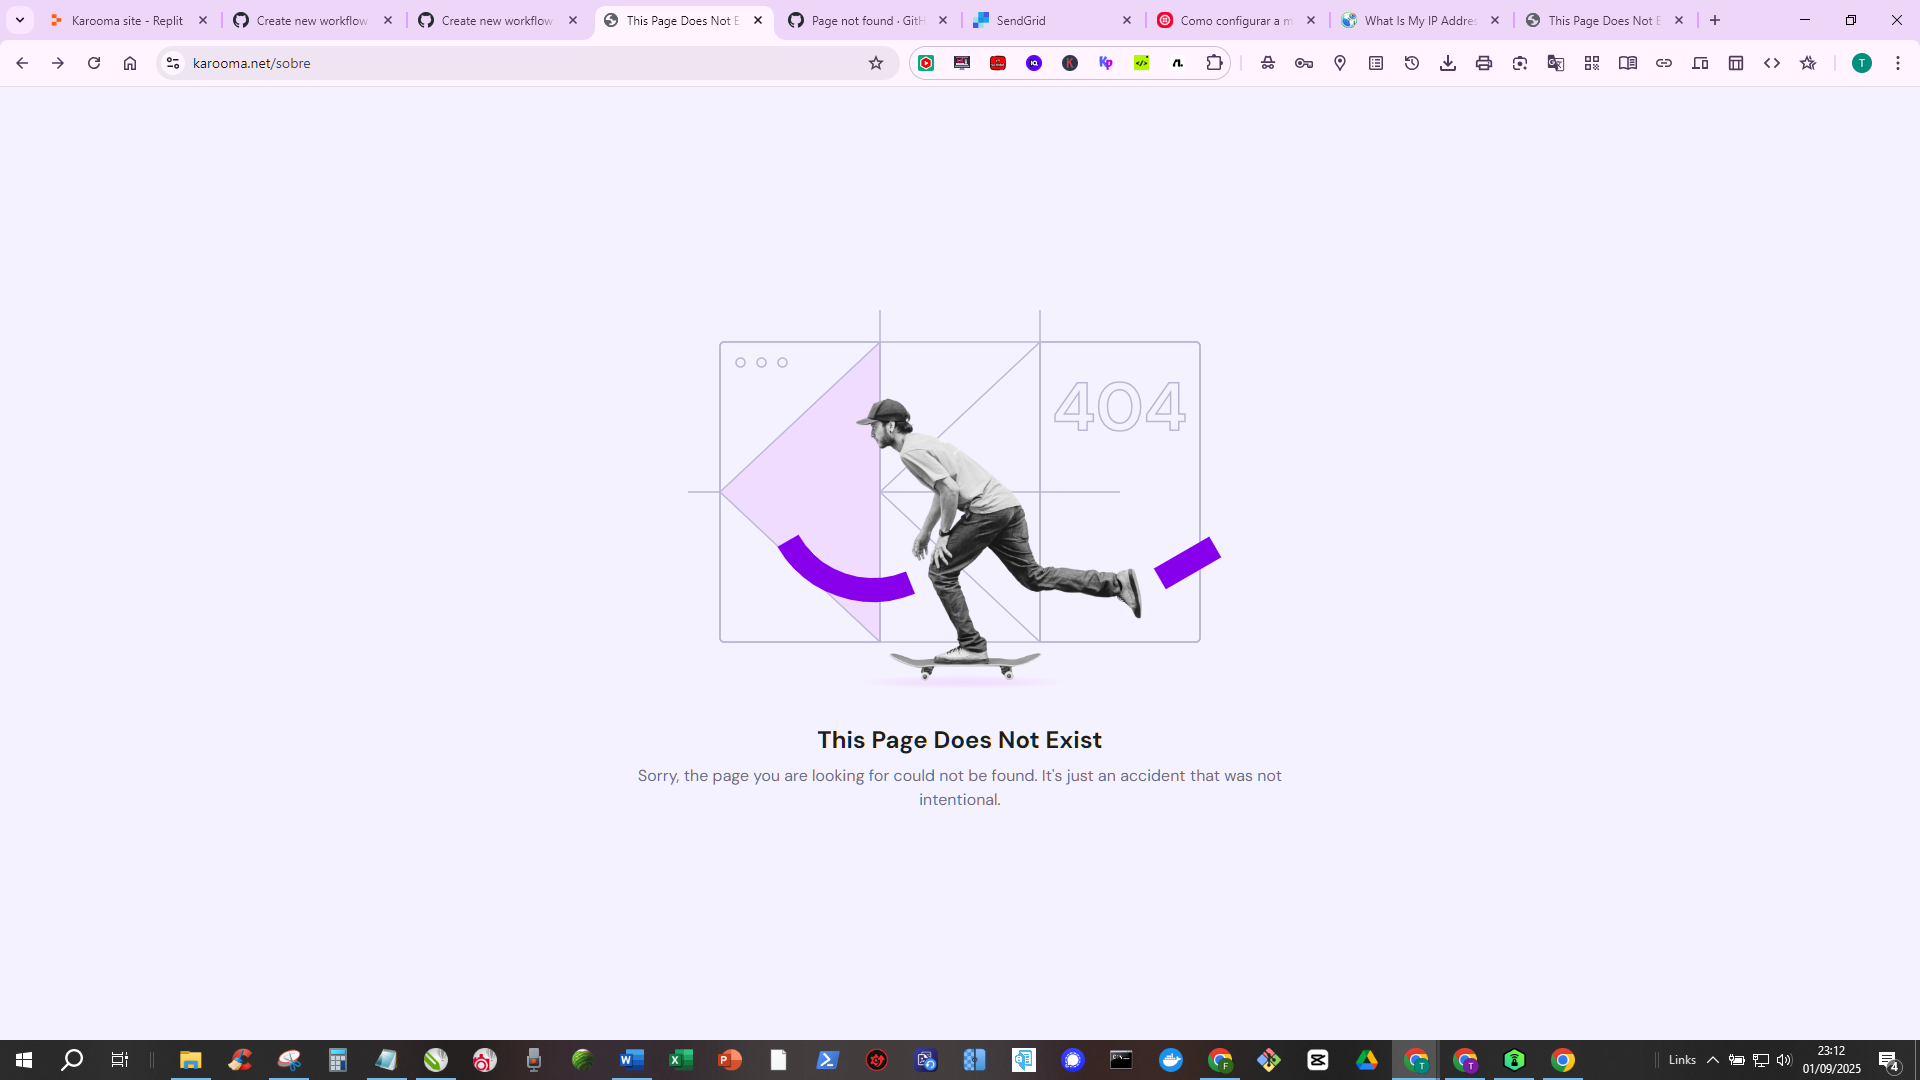 Karooma site - Replit
Create new workflow
Create new workflow
This Page Does Not E
Page not found · GitH
SendGrid
Como configurar a m
What Is My IP Addres
This Page Does Not E
karooma.net/sobre
T
404
This Page Does Not Exist
Sorry, the page you are looking for could not be found. It's just an accident that was not
intentional.
Links
23:12
01/09/2025
4